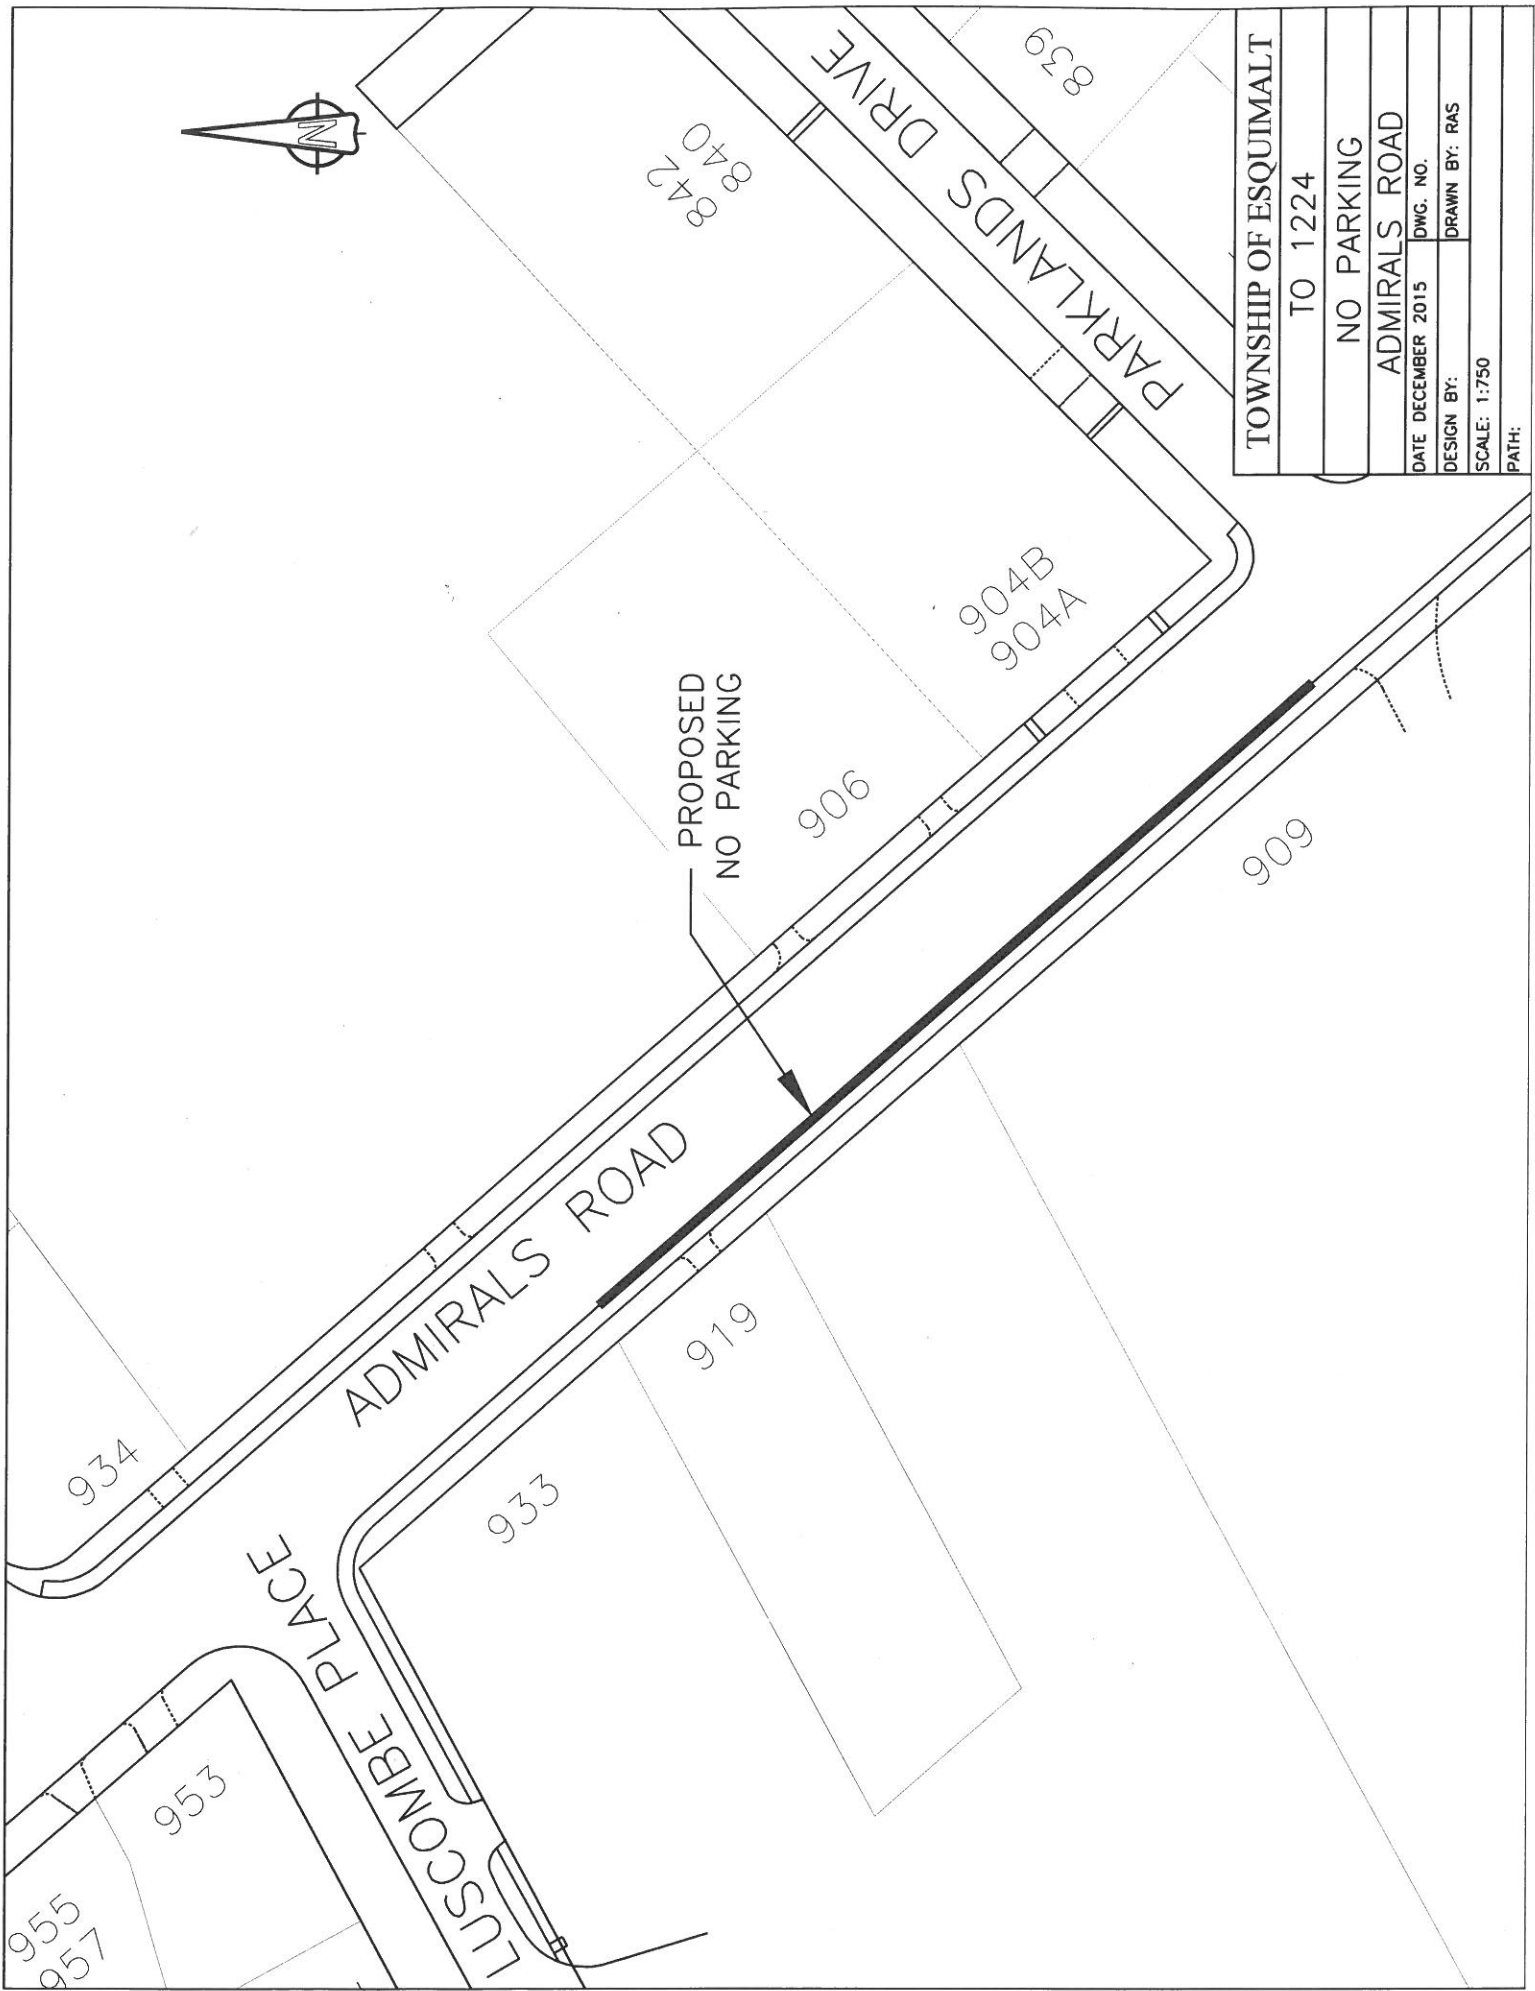 N
842
840
PARKLANDS DRIVE
839
904B
904A
PROPOSED
NO PARKING
906
909
ADMIRALS ROAD
934
919
933
LUSCOMBE PLACE
953
955
957
TOWNSHIP OF ESQUIMALT
TO 1224
NO PARKING
ADMIRALS ROAD
DATE DECEMBER 2015
DWG. NO.
DESIGN BY:
DRAWN BY: RAS
SCALE: 1:750
PATH: